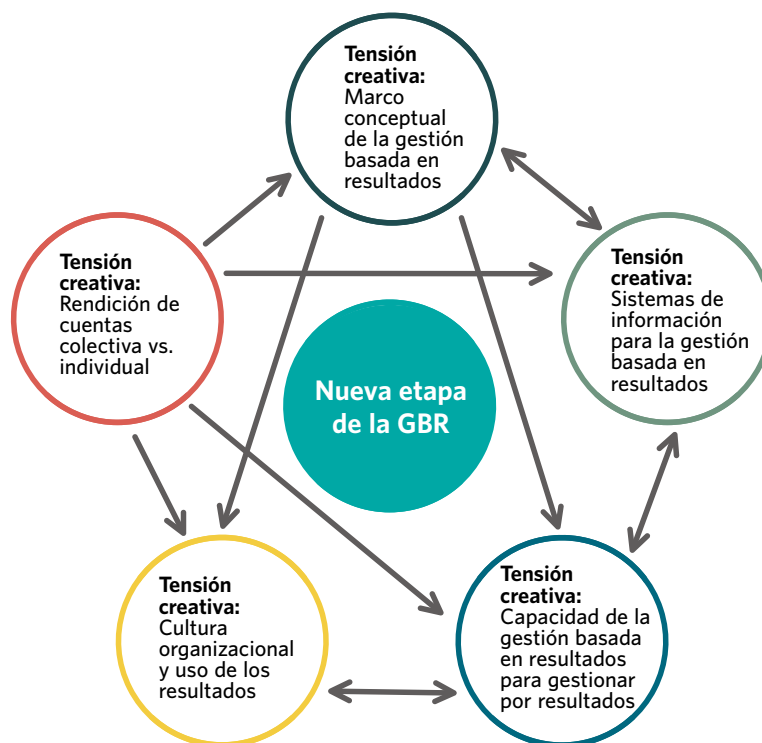 Tensión
creativa:
Marco
conceptual
de la gestión
basada en
resultados
Tensión
creativa:
Rendición de
cuentas
colectiva vs.
individual
Tensión
creativa:
Sistemas de
información
para la gestión
basada en
resultados
Nueva etapa
de la GBR
Tensión
creativa:
Cultura
organizacional
y uso de los
resultados
Tensión
creativa:
Capacidad de la
gestión basada
en resultados
para gestionar
por resultados